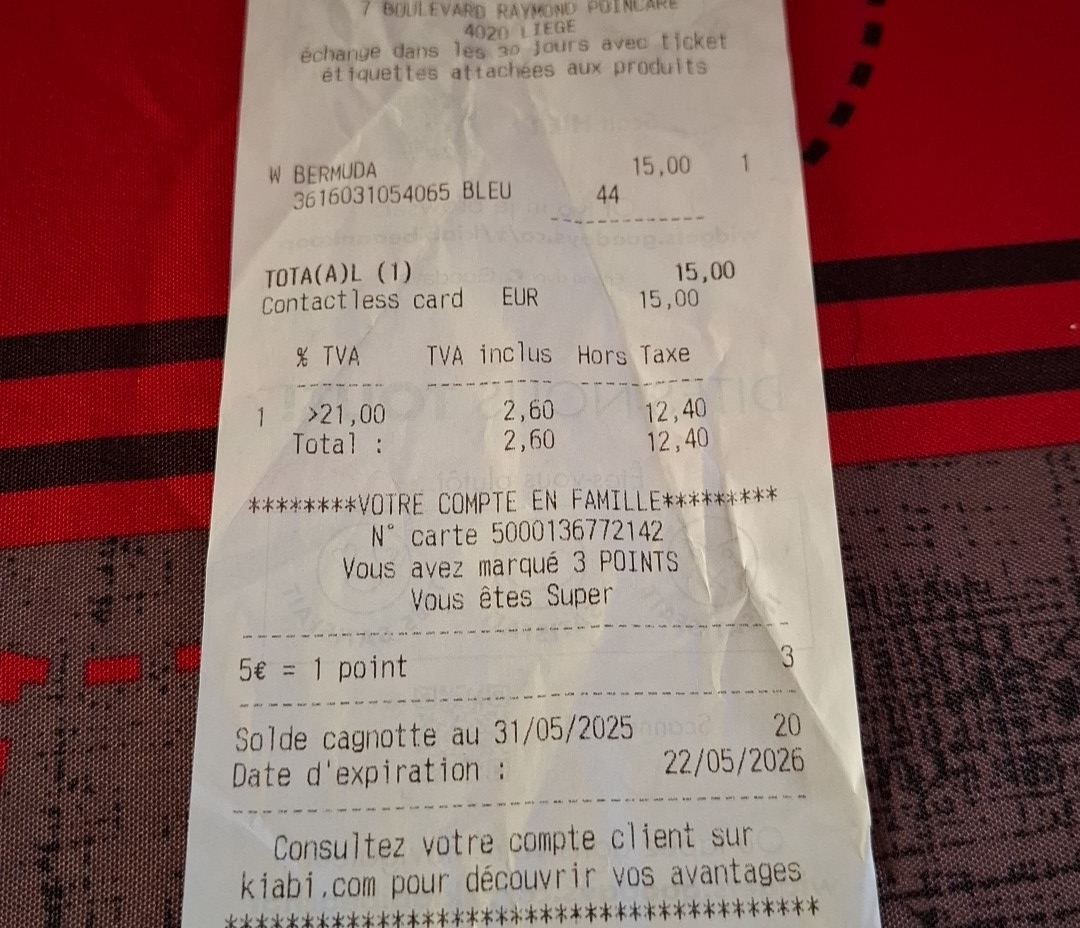 7 BOULEVARD RAYMOND POINCARE
4020 LIEGE
échange dans les 30 jours avec ticket
étiquettes attachées aux produits
W BERMUDA 15,00 1
3616031054065 BLEU 44
TOTA(A)L (1) 15,00
Contactless card EUR 15,00
% TVA TVA inclus Hors Taxe
1 >21,00 2,60 12,40
Total : 2,60 12,40
********VOTRE COMPTE EN FAMILLE*********
N° carte 5000136772142
Vous avez marqué 3 POINTS
Vous êtes Super
5€ = 1 point 3
Solde cagnotte au 31/05/2025 20
Date d'expiration : 22/05/2026
Consultez votre compte client sur
kiabi.com pour découvrir vos avantages
****************************************